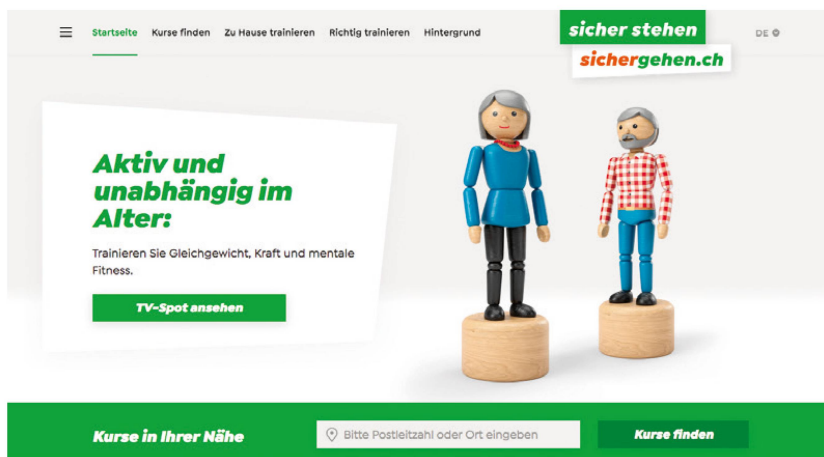 Startseite Kurse finden Zu Hause trainieren Richtig trainieren Hintergrund
sicher stehen
sichergehen.ch
DE
Aktiv und
unabhängig im
Alter:
Trainieren Sie Gleichgewicht, Kraft und mentale
Fitness.
TV-Spot ansehen
Kurse in Ihrer Nähe
Bitte Postleitzahl oder Ort eingeben
Kurse finden